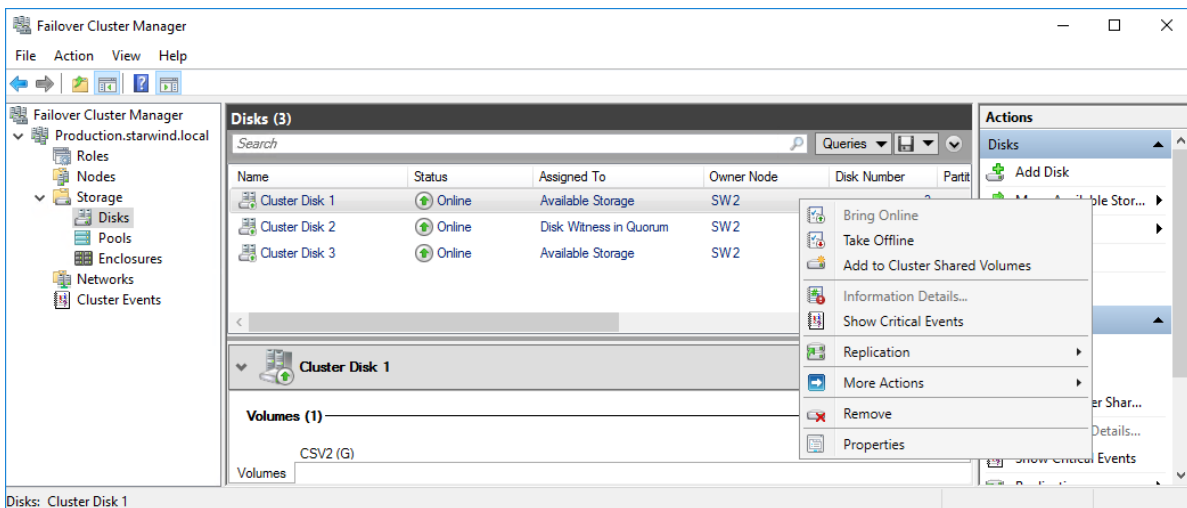 Failover Cluster Manager
File Action View Help
Failover Cluster Manager
Production.starwind.local
Roles
Nodes
Storage
Disks
Pools
Enclosures
Networks
Cluster Events
Disks (3)
Search
Queries
Name Status Assigned To Owner Node Disk Number Partit
Cluster Disk 1 Online Available Storage SW2
Cluster Disk 2 Online Disk Witness in Quorum SW2
Cluster Disk 3 Online Available Storage SW2
Cluster Disk 1
Volumes (1)
CSV2 (G)
Volumes
Bring Online
Take Offline
Add to Cluster Shared Volumes
Information Details...
Show Critical Events
Replication
More Actions
Remove
Properties
Actions
Disks
Add Disk
ble Stor...
er Shar...
Details...
Show Critical Events
Disks: Cluster Disk 1